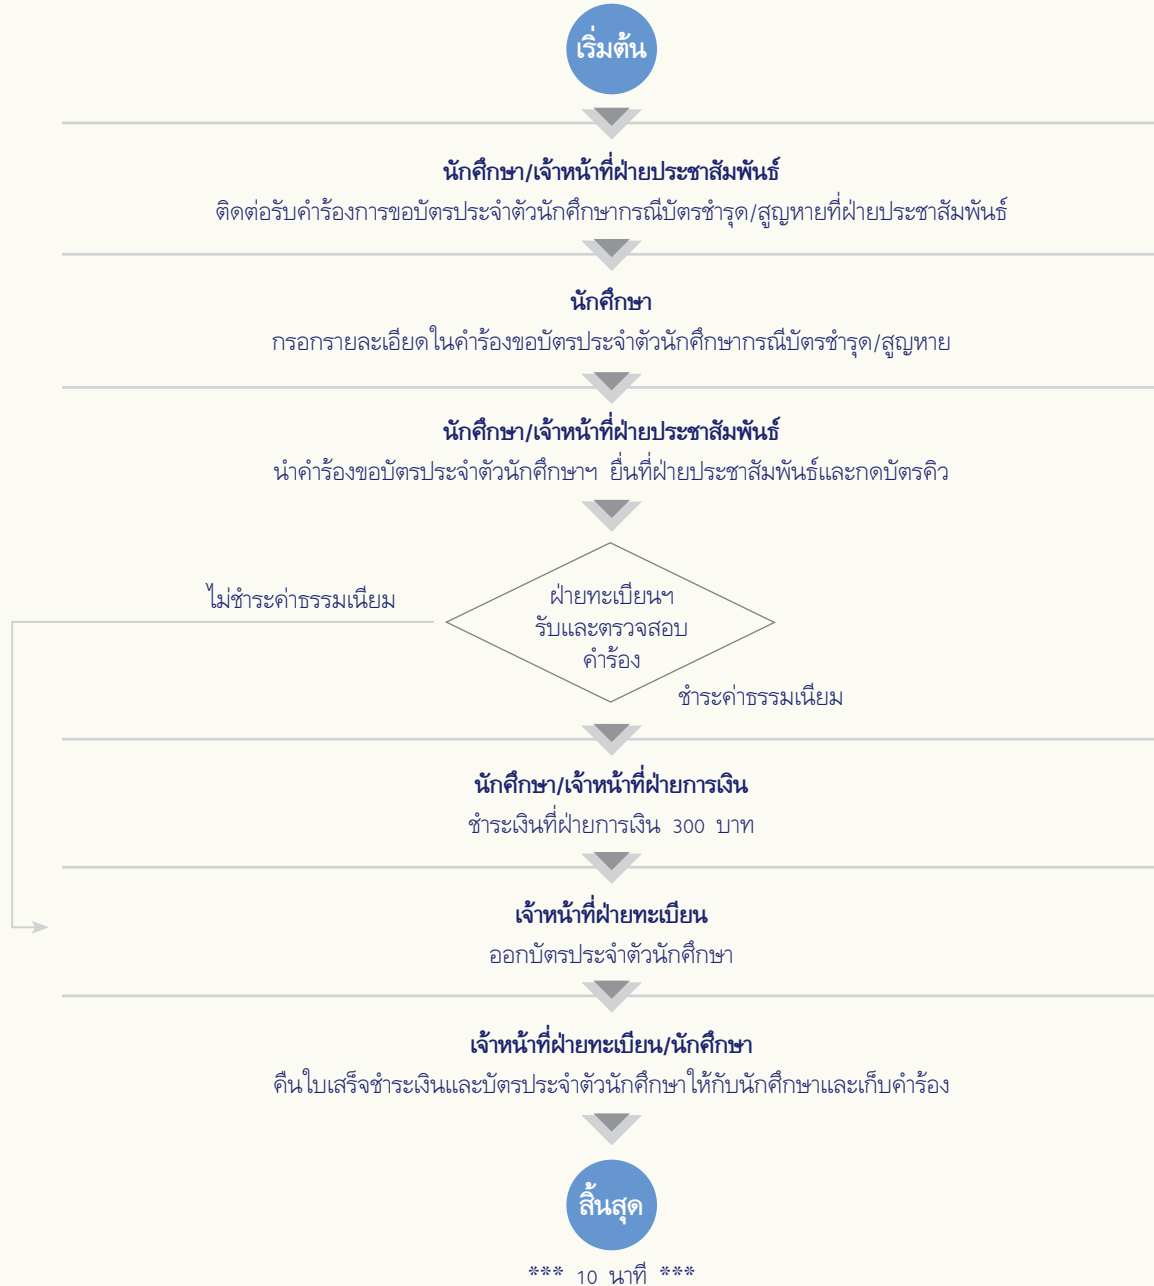 เริ่มต้น
นักศึกษา/เจ้าหน้าที่ฝ่ายประชาสัมพันธ์
ติดต่อรับคำร้องการขอบัตรประจำตัวนักศึกษากรณีบัตรชำรุด/สูญหายที่ฝ่ายประชาสัมพันธ์
นักศึกษา
กรอกรายละเอียดในคำร้องขอบัตรประจำตัวนักศึกษากรณีบัตรชำรุด/สูญหาย
นักศึกษา/เจ้าหน้าที่ฝ่ายประชาสัมพันธ์
นำคำร้องขอบัตรประจำตัวนักศึกษาฯ ยื่นที่ฝ่ายประชาสัมพันธ์และกดบัตรคิว
ไม่ชำระค่าธรรมเนียม
ฝ่ายทะเบียนฯ
รับและตรวจสอบ
คำร้อง
ชำระค่าธรรมเนียม
นักศึกษา/เจ้าหน้าที่ฝ่ายการเงิน
ชำระเงินที่ฝ่ายการเงิน 300 บาท
เจ้าหน้าที่ฝ่ายทะเบียน
ออกบัตรประจำตัวนักศึกษา
เจ้าหน้าที่ฝ่ายทะเบียน/นักศึกษา
คืนใบเสร็จชำระเงินและบัตรประจำตัวนักศึกษาให้กับนักศึกษาและเก็บคำร้อง
สิ้นสุด
*** 10 นาที ***